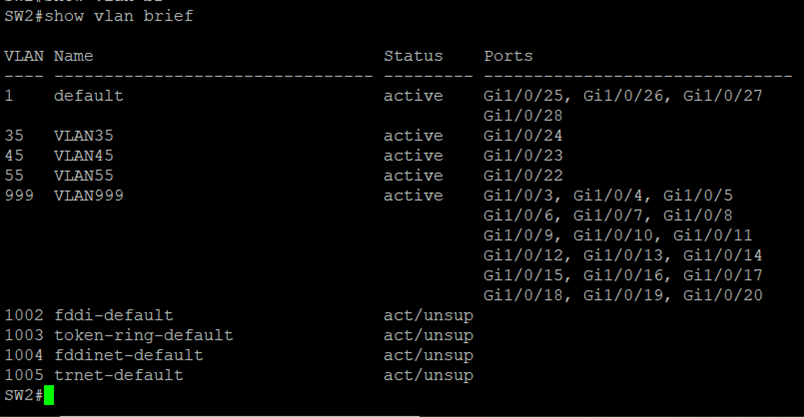 SW2#show vlan brief
VLAN Name                             Status    Ports
---- -------------------------------- --------- -------------------------------
1    default                          active    Gi1/0/25, Gi1/0/26, Gi1/0/27
                                                Gi1/0/28
35   VLAN35                           active    Gi1/0/24
45   VLAN45                           active    Gi1/0/23
55   VLAN55                           active    Gi1/0/22
999  VLAN999                          active    Gi1/0/3, Gi1/0/4, Gi1/0/5
                                                Gi1/0/6, Gi1/0/7, Gi1/0/8
                                                Gi1/0/9, Gi1/0/10, Gi1/0/11
                                                Gi1/0/12, Gi1/0/13, Gi1/0/14
                                                Gi1/0/15, Gi1/0/16, Gi1/0/17
                                                Gi1/0/18, Gi1/0/19, Gi1/0/20
1002 fddi-default                     act/unsup
1003 token-ring-default               act/unsup
1004 fddinet-default                  act/unsup
1005 trnet-default                    act/unsup
SW2#